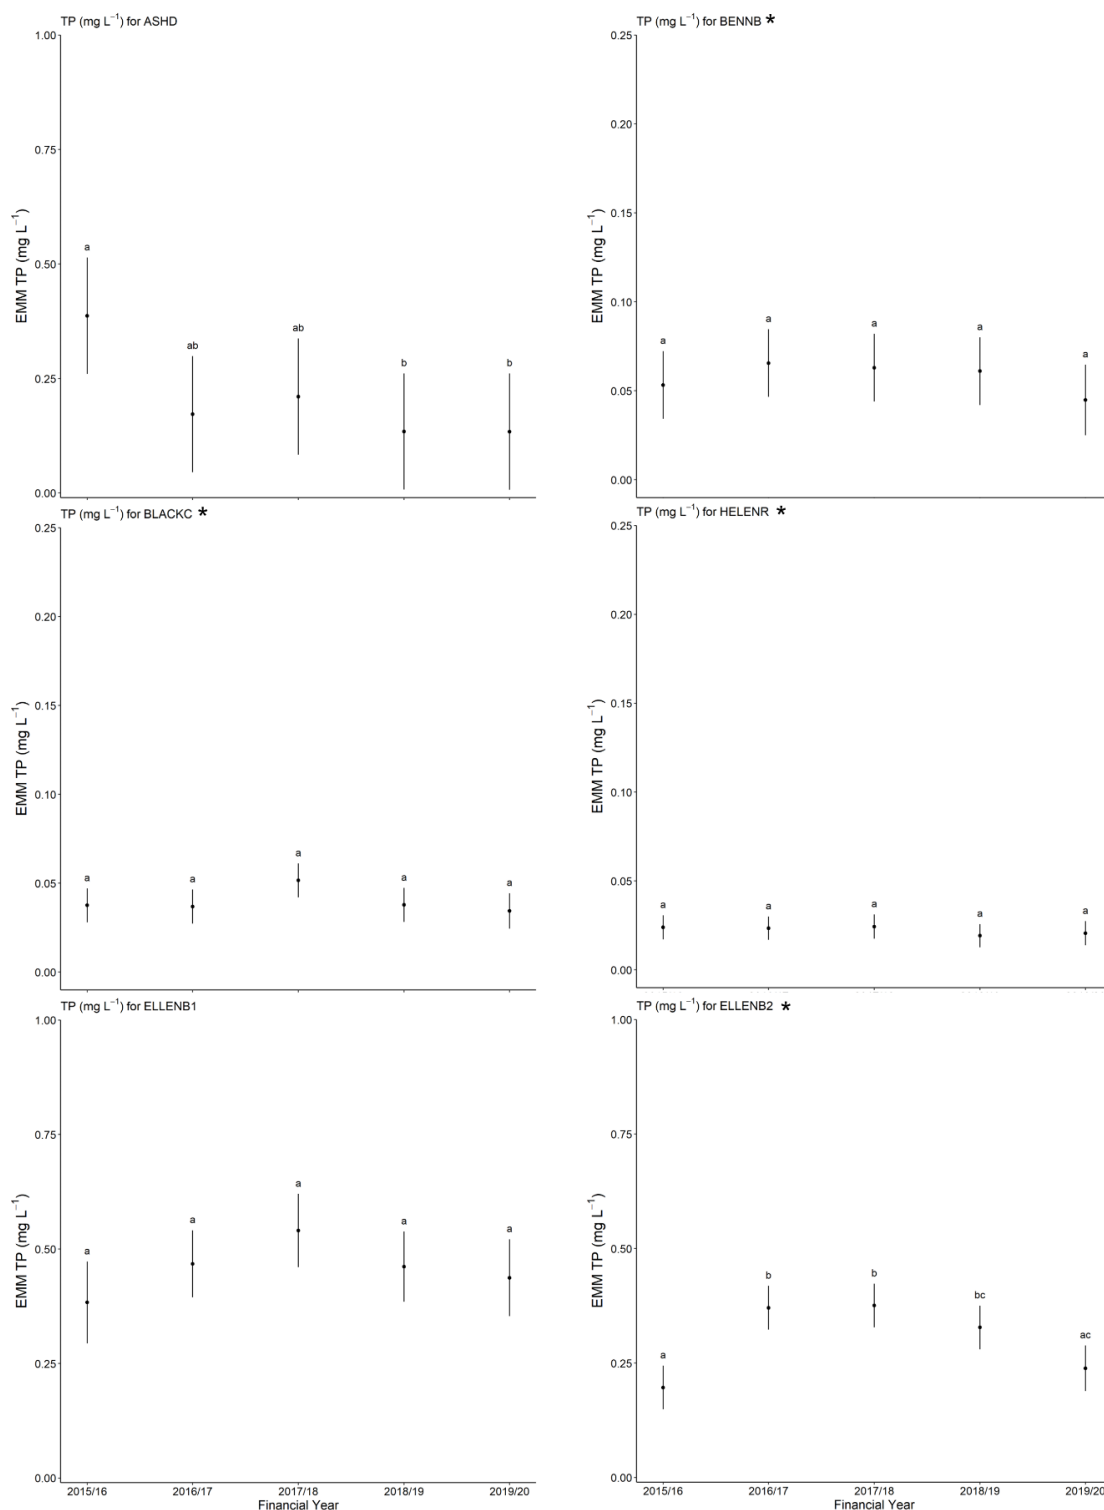 TP (mg L⁻¹) for ASHD
EMM TP (mg L⁻¹)
1.00
0.75
0.50
0.25
0.00
a
ab
ab
b
b
TP (mg L⁻¹) for BENNB *
EMM TP (mg L⁻¹)
0.25
0.20
0.15
0.10
0.05
0.00
a
a
a
a
a
TP (mg L⁻¹) for BLACKC *
EMM TP (mg L⁻¹)
0.25
0.20
0.15
0.10
0.05
0.00
a
a
a
a
a
TP (mg L⁻¹) for HELENR *
EMM TP (mg L⁻¹)
0.25
0.20
0.15
0.10
0.05
0.00
a
a
a
a
a
TP (mg L⁻¹) for ELLENB1
EMM TP (mg L⁻¹)
1.00
0.75
0.50
0.25
0.00
a
a
a
a
a
2015/16 2016/17 2017/18 2018/19 2019/20
Financial Year
TP (mg L⁻¹) for ELLENB2 *
EMM TP (mg L⁻¹)
1.00
0.75
0.50
0.25
0.00
a
b
b
bc
ac
2015/16 2016/17 2017/18 2018/19 2019/20
Financial Year